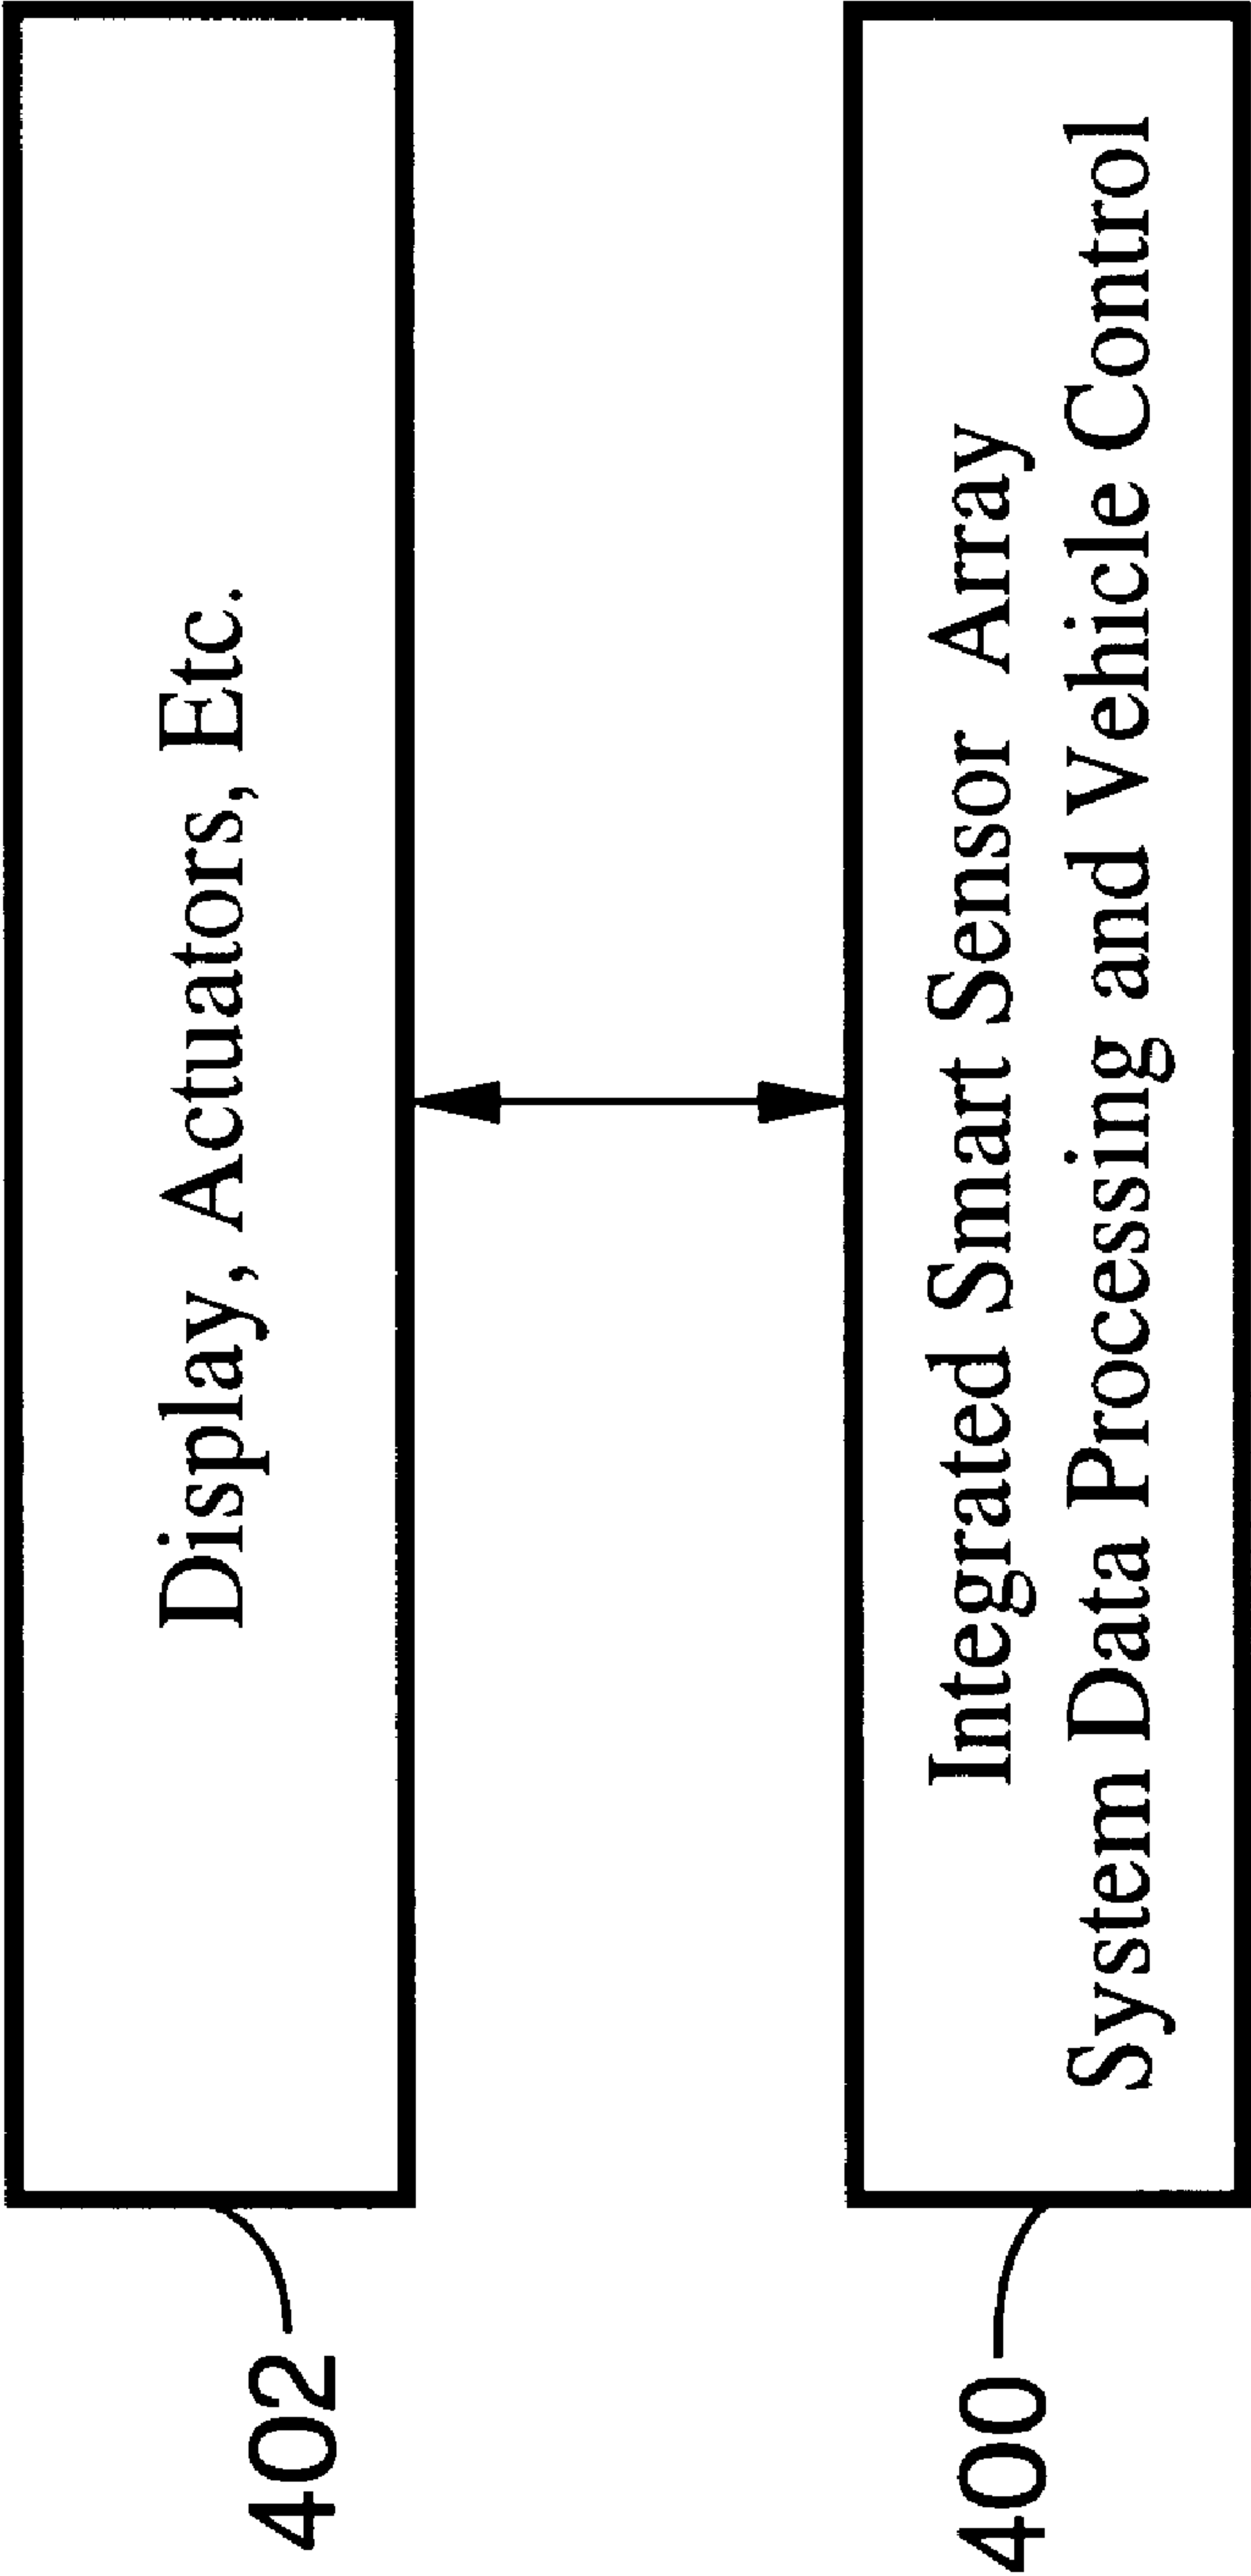 Display, Actuators, Etc.
402
Integrated Smart Sensor Array
System Data Processing and Vehicle Control
400